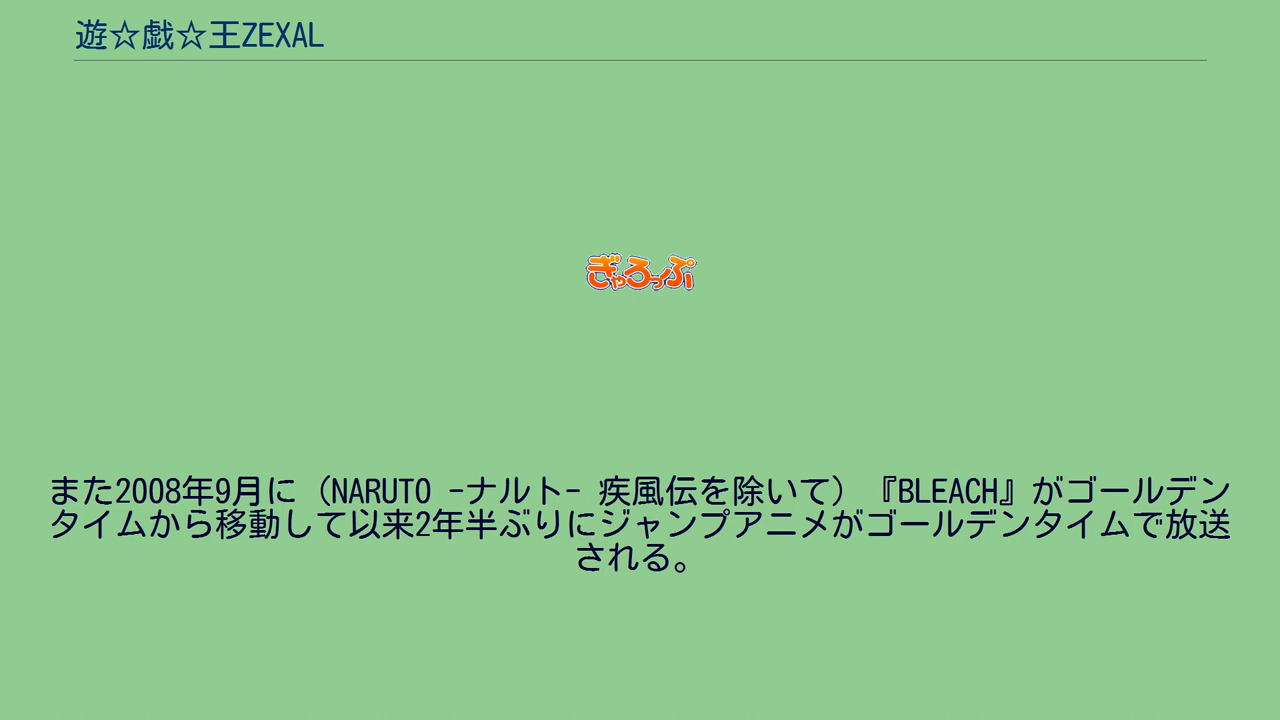 遊☆戯☆王ZEXAL
ぎゃろっぷ
また2008年9月に（NARUTO -ナルト- 疾風伝を除いて）『BLEACH』がゴールデン
タイムから移動して以来2年半ぶりにジャンプアニメがゴールデンタイムで放送
される。